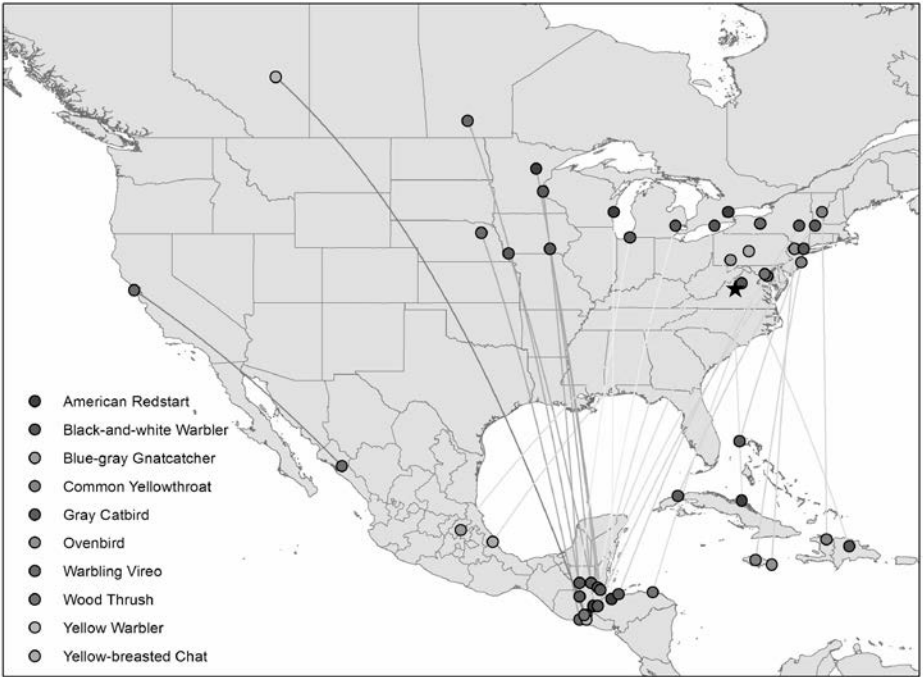 American Redstart
Black-and-white Warbler
Blue-gray Gnatcatcher
Common Yellowthroat
Gray Catbird
Ovenbird
Warbling Vireo
Wood Thrush
Yellow Warbler
Yellow-breasted Chat